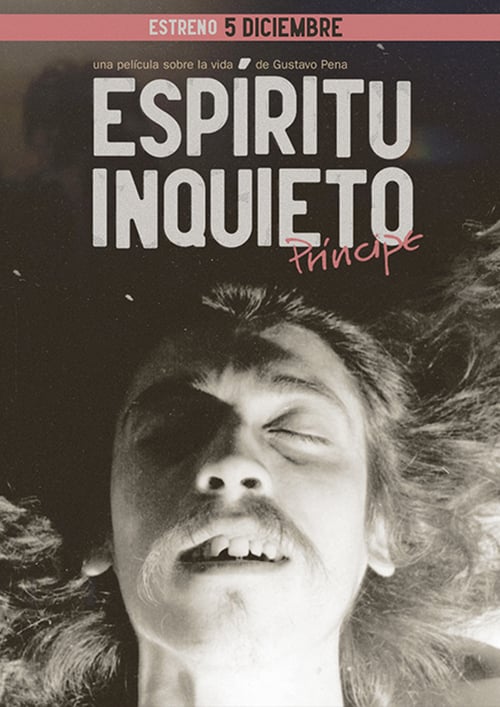 ESTRENO 5 DICIEMBRE
una película sobre la vida de Gustavo Pena
ESPÍRITU
INQUIETO
Príncipe